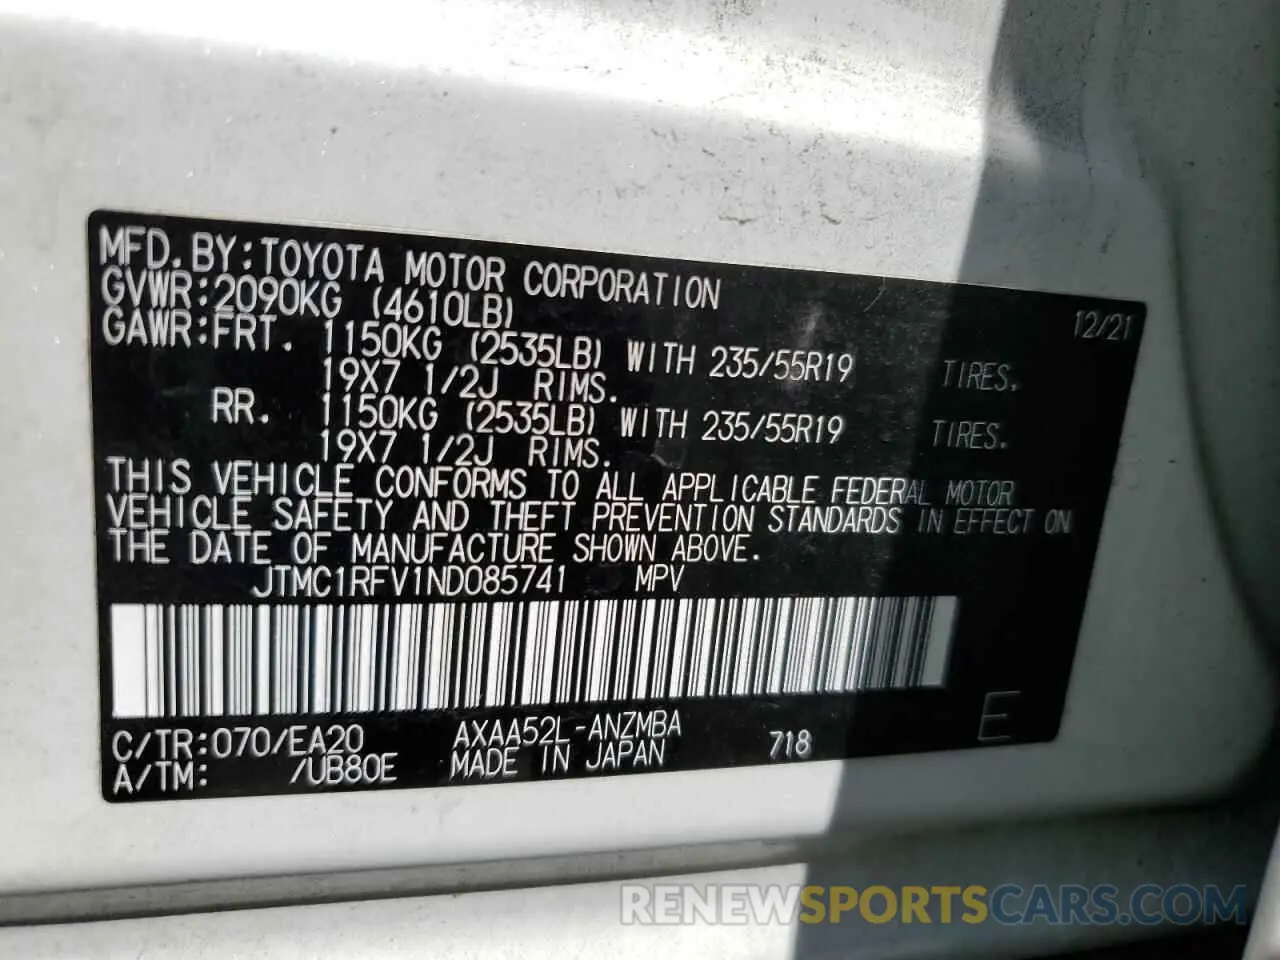 MFD.BY:TOYOTA MOTOR CORPORATION 12/21
GVWR:2090KG (4610LB)
GAWR:FRT. 1150KG (2535LB) WITH 235/55R19 TIRES.
19X7 1/2J RIMS.
RR. 1150KG (2535LB) WITH 235/55R19 TIRES.
19X7 1/2J RIMS.
THIS VEHICLE CONFORMS TO ALL APPLICABLE FEDERAL MOTOR
VEHICLE SAFETY AND THEFT PREVENTION STANDARDS IN EFFECT ON
THE DATE OF MANUFACTURE SHOWN ABOVE.
JTMC1RFV1ND085741 MPV
C/TR:070/EA20 AXAA52L-ANZMBA 718 E
A/TM: /UB80E MADE IN JAPAN
RENEWSPORTSCARS.COM